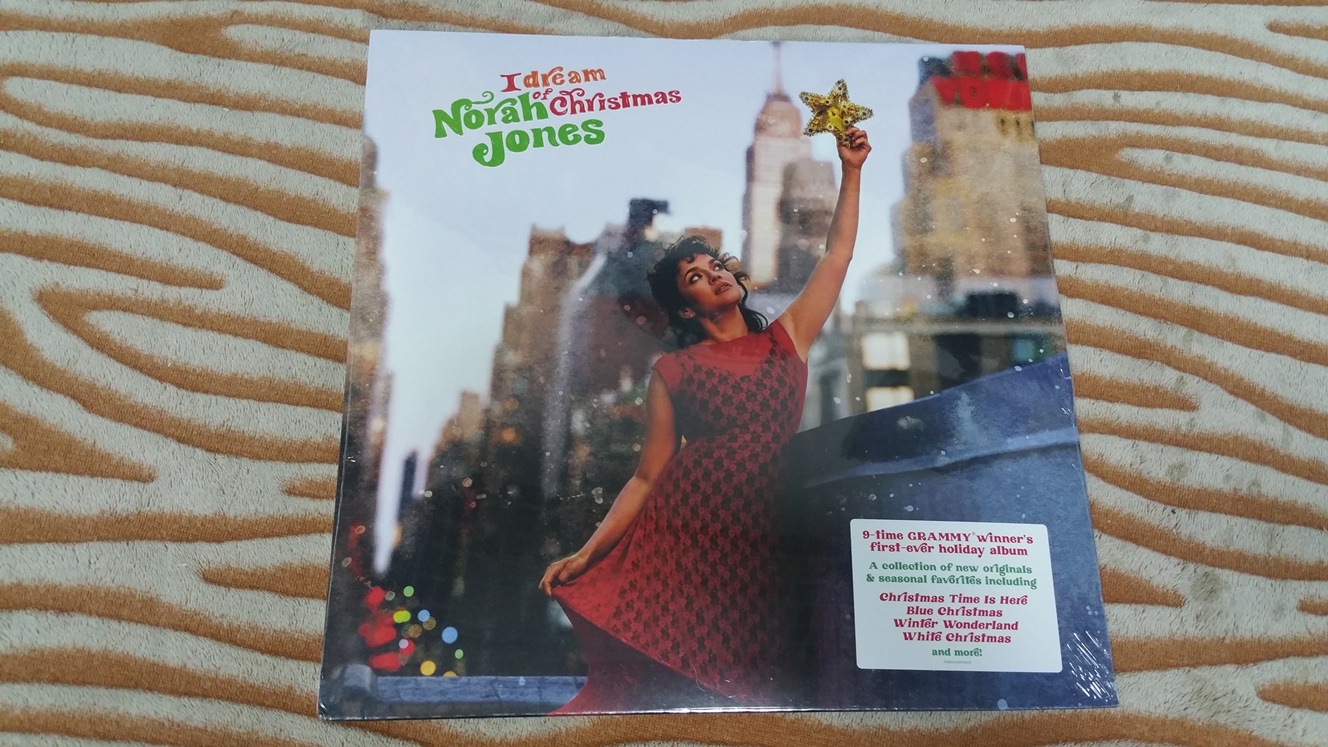 I dream
of Christmas
Norah
Jones
9-time GRAMMY® winner's
first-ever holiday album
A collection of new originals
& seasonal favorites including
Christmas Time Is Here
Blue Christmas
Winter Wonderland
White Christmas
and more!